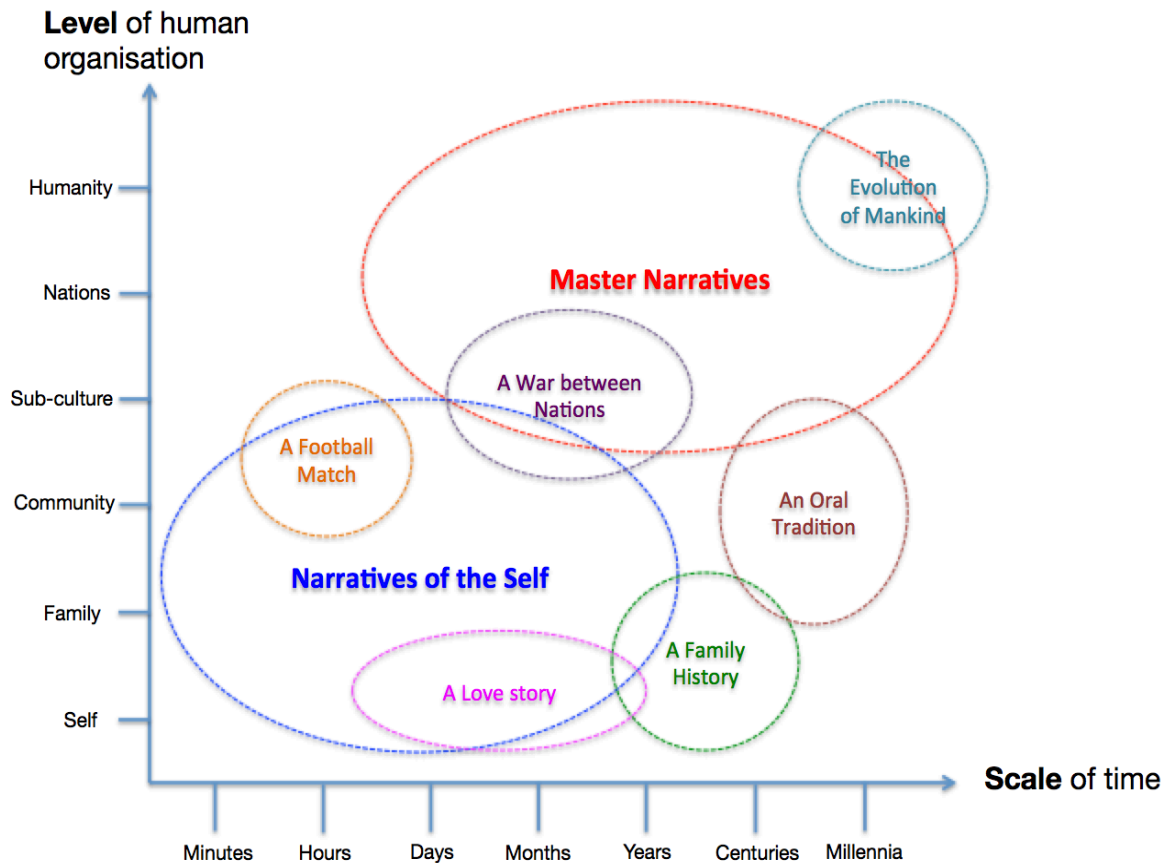 Level of human
organisation
Humanity
Nations
Sub-culture
Community
Family
Self
The
Evolution
of Mankind
Master Narratives
A War between
Nations
A Football
Match
An Oral
Tradition
Narratives of the Self
A Family
History
A Love story
Scale of time
Minutes
Hours
Days
Months
Years
Centuries
Millennia